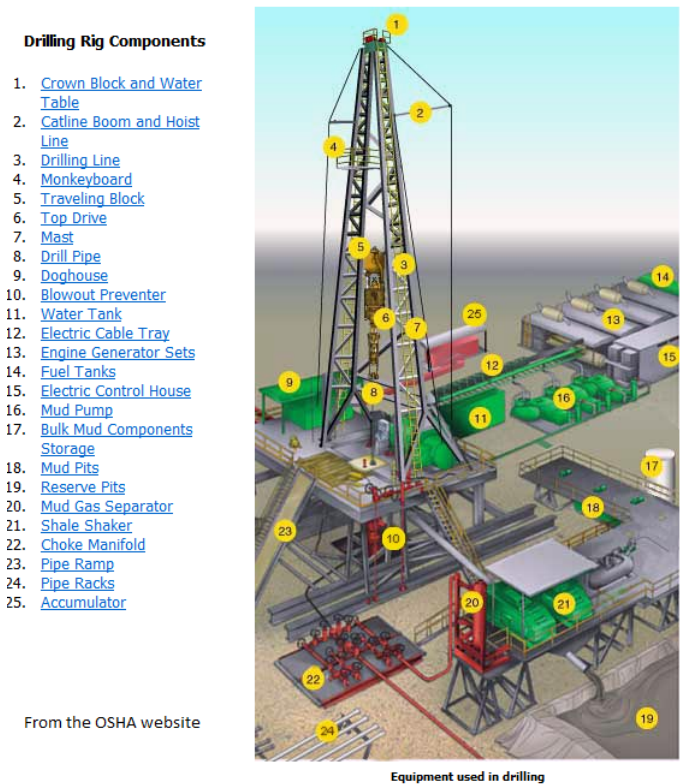 Drilling Rig Components
1. Crown Block and Water
Table
2. Catline Boom and Hoist
Line
3. Drilling Line
4. Monkeyboard
5. Traveling Block
6. Top Drive
7. Mast
8. Drill Pipe
9. Doghouse
10. Blowout Preventer
11. Water Tank
12. Electric Cable Tray
13. Engine Generator Sets
14. Fuel Tanks
15. Electric Control House
16. Mud Pump
17. Bulk Mud Components
Storage
18. Mud Pits
19. Reserve Pits
20. Mud Gas Separator
21. Shale Shaker
22. Choke Manifold
23. Pipe Ramp
24. Pipe Racks
25. Accumulator
From the OSHA website
1
2
4
5
3
14
6
7
25
13
15
12
9
8
16
11
17
18
23
10
20
21
22
19
24
Equipment used in drilling